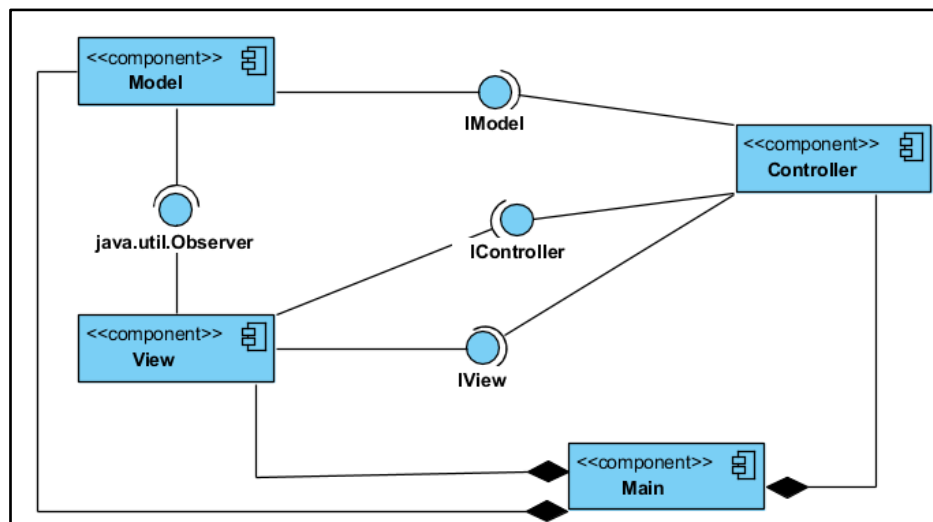 <<component>>
Model
IModel
<<component>>
Controller
java.util.Observer
IController
<<component>>
View
IView
<<component>>
Main